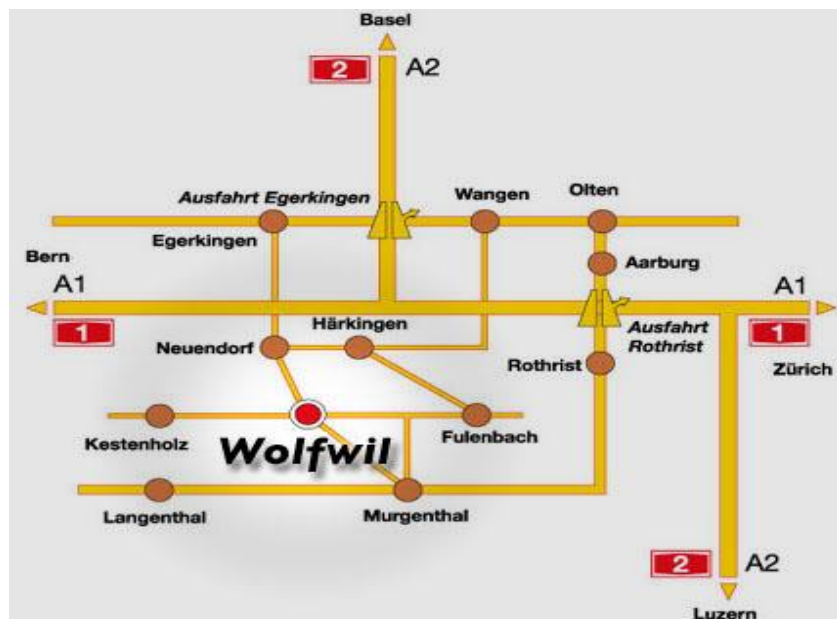 Basel
2
A2
Ausfahrt Egerkingen
Wangen
Olten
Egerkingen
Bern
Aarburg
A1
A1
1
Härkingen
Ausfahrt
Rothrist
1
Neuendorf
Rothrist
Zürich
Kestenholz
Wolfwil
Fulenbach
Langenthal
Murgenthal
2
A2
Luzern